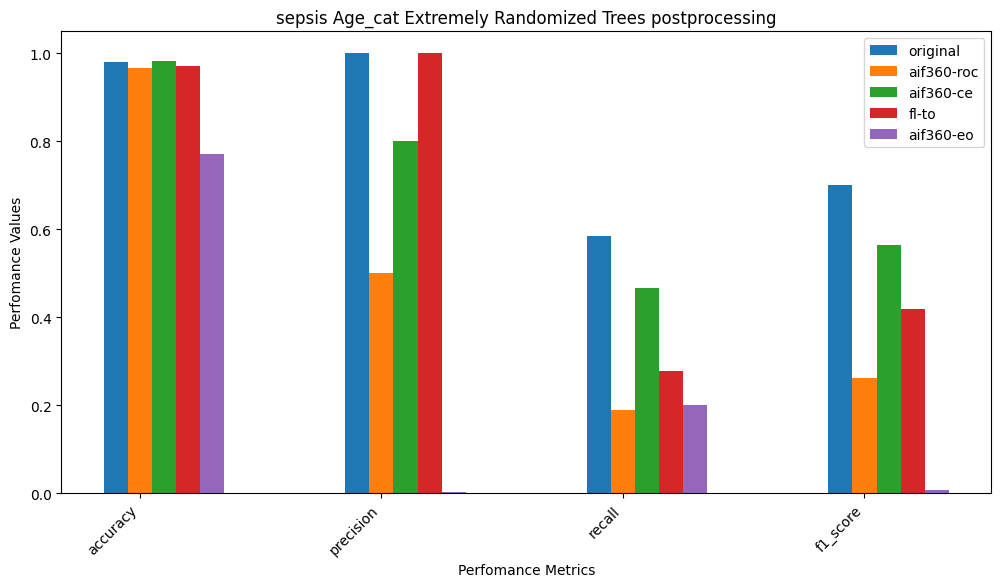 sepsis Age_cat Extremely Randomized Trees postprocessing
original
aif360-roc
aif360-ce
fl-to
aif360-eo
Perfomance Values
1.0
0.8
0.6
0.4
0.2
0.0
accuracy
precision
recall
f1_score
Perfomance Metrics